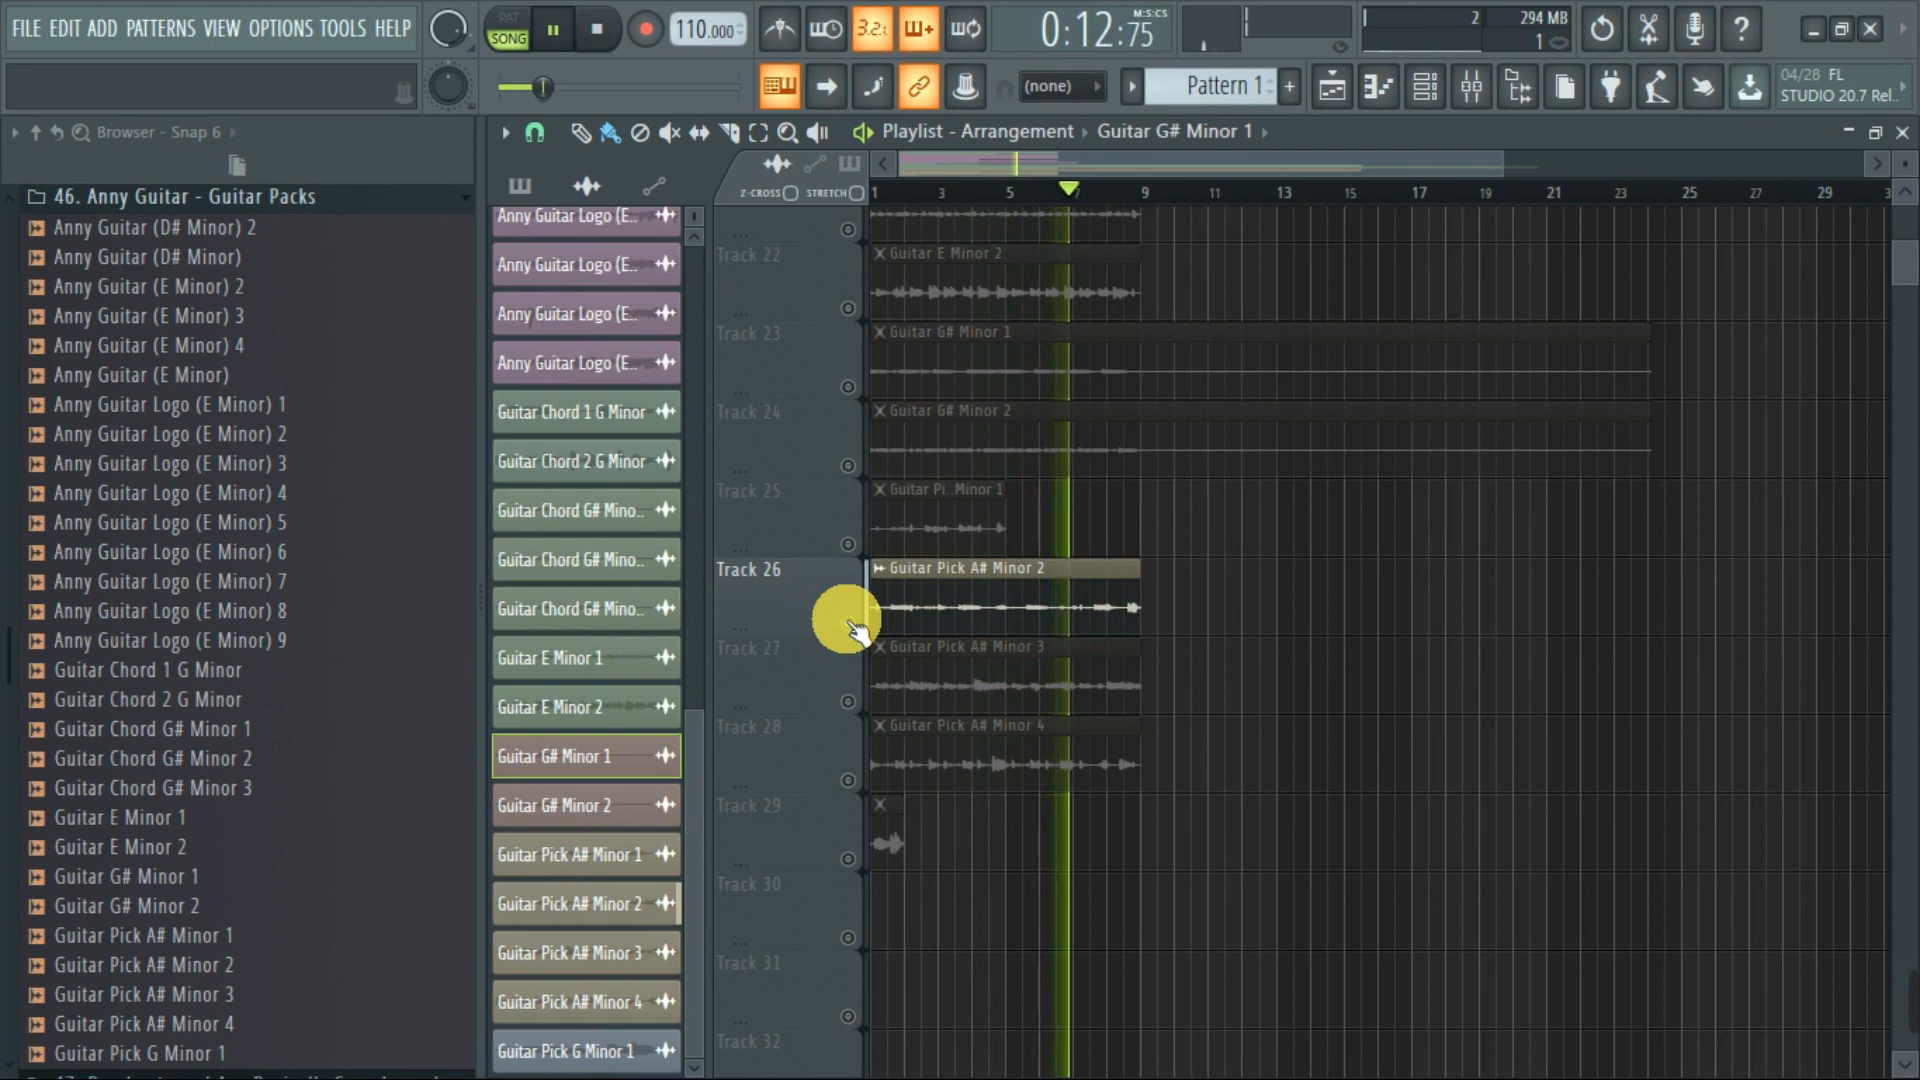 FILE EDIT ADD PATTERNS VIEW OPTIONS TOOLS HELP
PAT
SONG
110.000
3.2.
0:12:75
M:S:CS
2
294 MB
1
(none)
Pattern 1
04/28 FL
STUDIO 20.7 Rel..
Browser - Snap 6
Playlist - Arrangement
Guitar G# Minor 1
Z-CROSS
STRETCH
1 3 5 7 9 11 13 15 17 19 21 23 25 27 29 3
46. Anny Guitar - Guitar Packs
Anny Guitar (D# Minor) 2
Anny Guitar (D# Minor)
Anny Guitar (E Minor) 2
Anny Guitar (E Minor) 3
Anny Guitar (E Minor) 4
Anny Guitar (E Minor)
Anny Guitar Logo (E Minor) 1
Anny Guitar Logo (E Minor) 2
Anny Guitar Logo (E Minor) 3
Anny Guitar Logo (E Minor) 4
Anny Guitar Logo (E Minor) 5
Anny Guitar Logo (E Minor) 6
Anny Guitar Logo (E Minor) 7
Anny Guitar Logo (E Minor) 8
Anny Guitar Logo (E Minor) 9
Guitar Chord 1 G Minor
Guitar Chord 2 G Minor
Guitar Chord G# Minor 1
Guitar Chord G# Minor 2
Guitar Chord G# Minor 3
Guitar E Minor 1
Guitar E Minor 2
Guitar G# Minor 1
Guitar G# Minor 2
Guitar Pick A# Minor 1
Guitar Pick A# Minor 2
Guitar Pick A# Minor 3
Guitar Pick A# Minor 4
Guitar Pick G Minor 1
Anny Guitar Logo (E..
Anny Guitar Logo (E..
Anny Guitar Logo (E..
Anny Guitar Logo (E..
Guitar Chord 1 G Minor
Guitar Chord 2 G Minor
Guitar Chord G# Mino..
Guitar Chord G# Mino..
Guitar Chord G# Mino..
Guitar E Minor 1
Guitar E Minor 2
Guitar G# Minor 1
Guitar G# Minor 2
Guitar Pick A# Minor 1
Guitar Pick A# Minor 2
Guitar Pick A# Minor 3
Guitar Pick A# Minor 4
Guitar Pick G Minor 1
Track 22
Guitar E Minor 2
Track 23
Guitar G# Minor 1
Track 24
Guitar G# Minor 2
Track 25
Guitar Pi..Minor 1
Track 26
Guitar Pick A# Minor 2
Track 27
Guitar Pick A# Minor 3
Track 28
Guitar Pick A# Minor 4
Track 29
Track 30
Track 31
Track 32